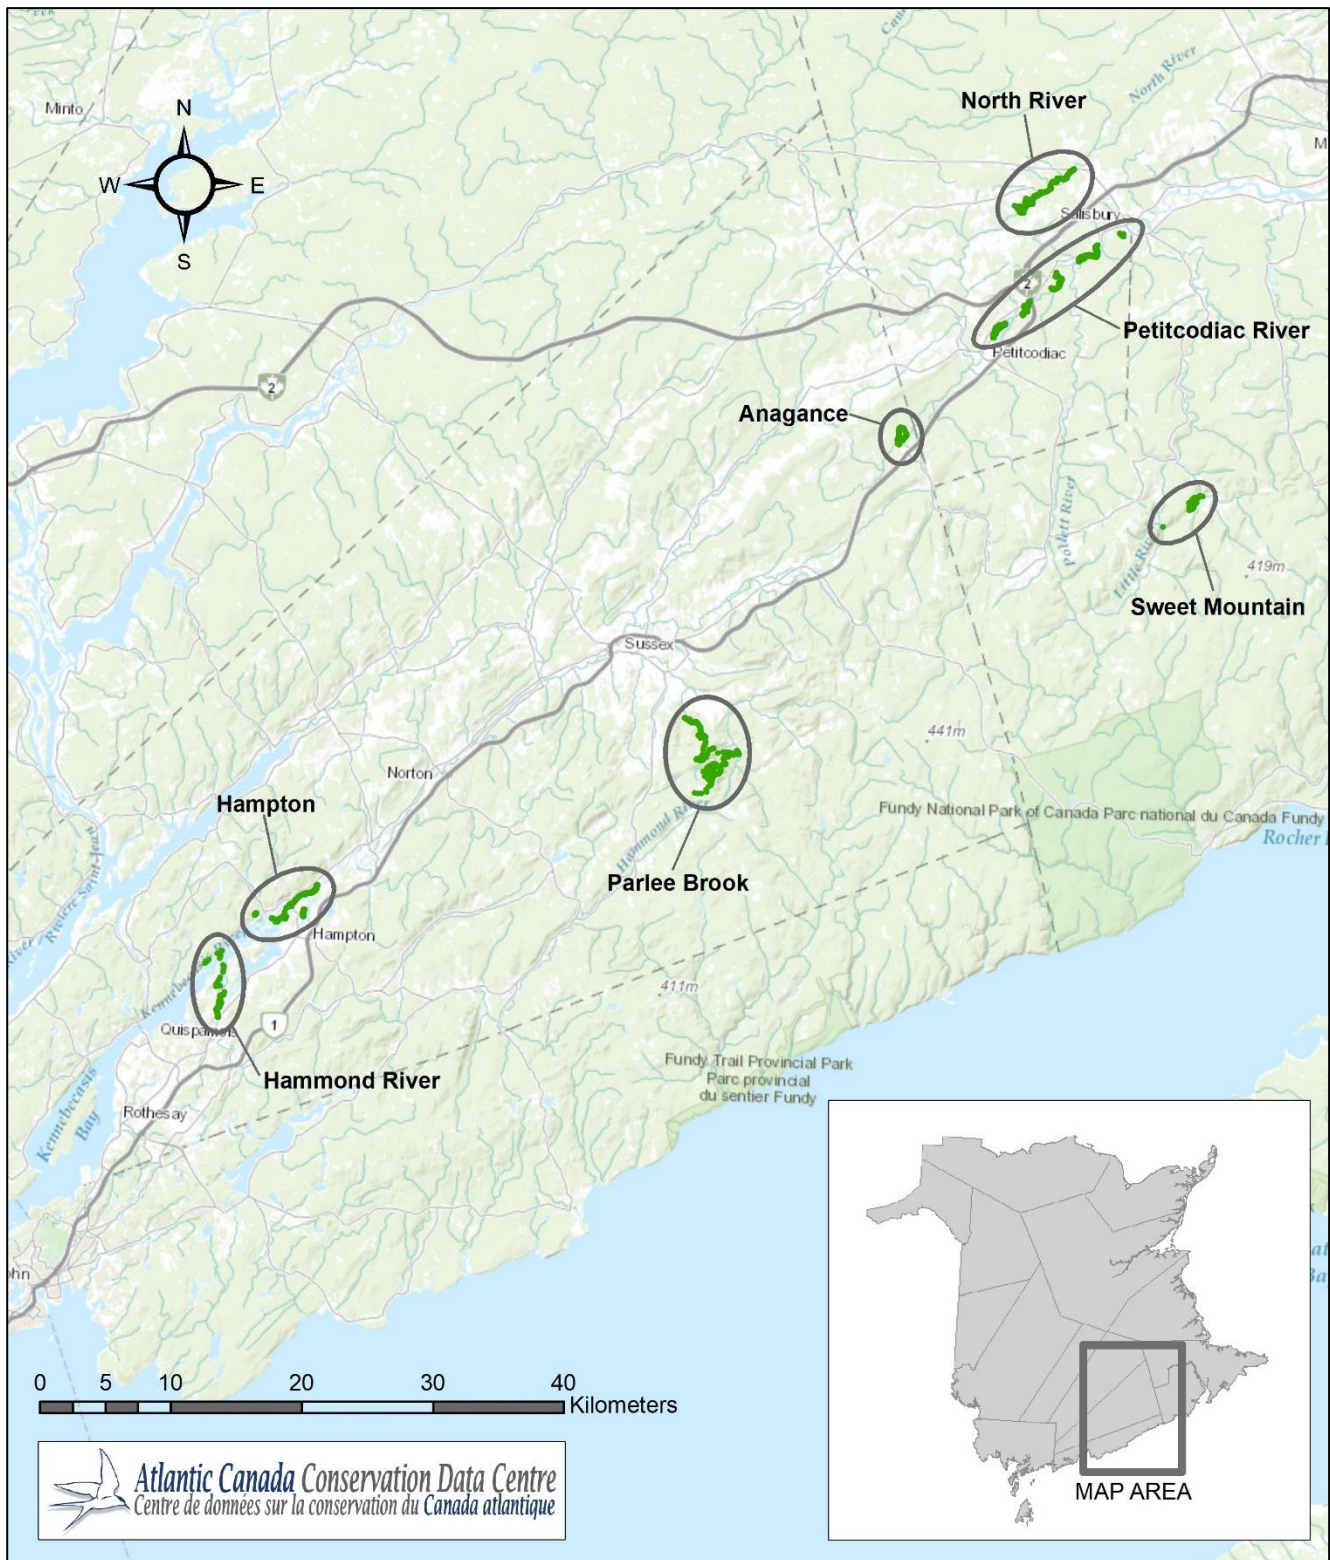 Minto
North River
North River
Salisbury
2
Petitcodiac River
Petitcodiac
N
W
E
S
2
Anagance
Pollett River
Little
419m
Sweet Mountain
Sussex
441m
Norton
Fundy National Park of Canada Parc national du Canada Fundy
Rocher
Hampton
Hammond River
Parlee Brook
Rivière Saint-Jean
River
Hampton
411m
Quispamsis
1
Hammond River
Fundy Trail Provincial Park
Parc provincial
du sentier Fundy
Rothesay
Kennebecasis
Bay
ohn
0 5 10 20 30 40
Kilometers
Atlantic Canada Conservation Data Centre
Centre de données sur la conservation du Canada atlantique
MAP AREA